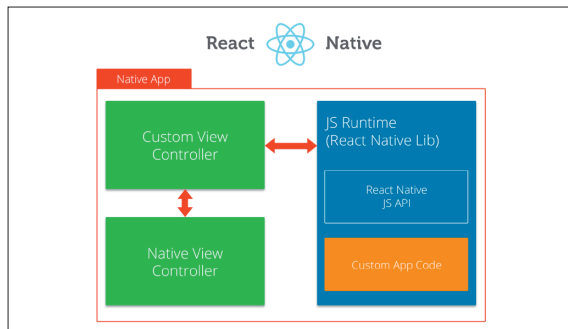 React Native
Native App
Custom View
Controller
JS Runtime
(React Native Lib)
React Native
JS API
Native View
Controller
Custom App Code